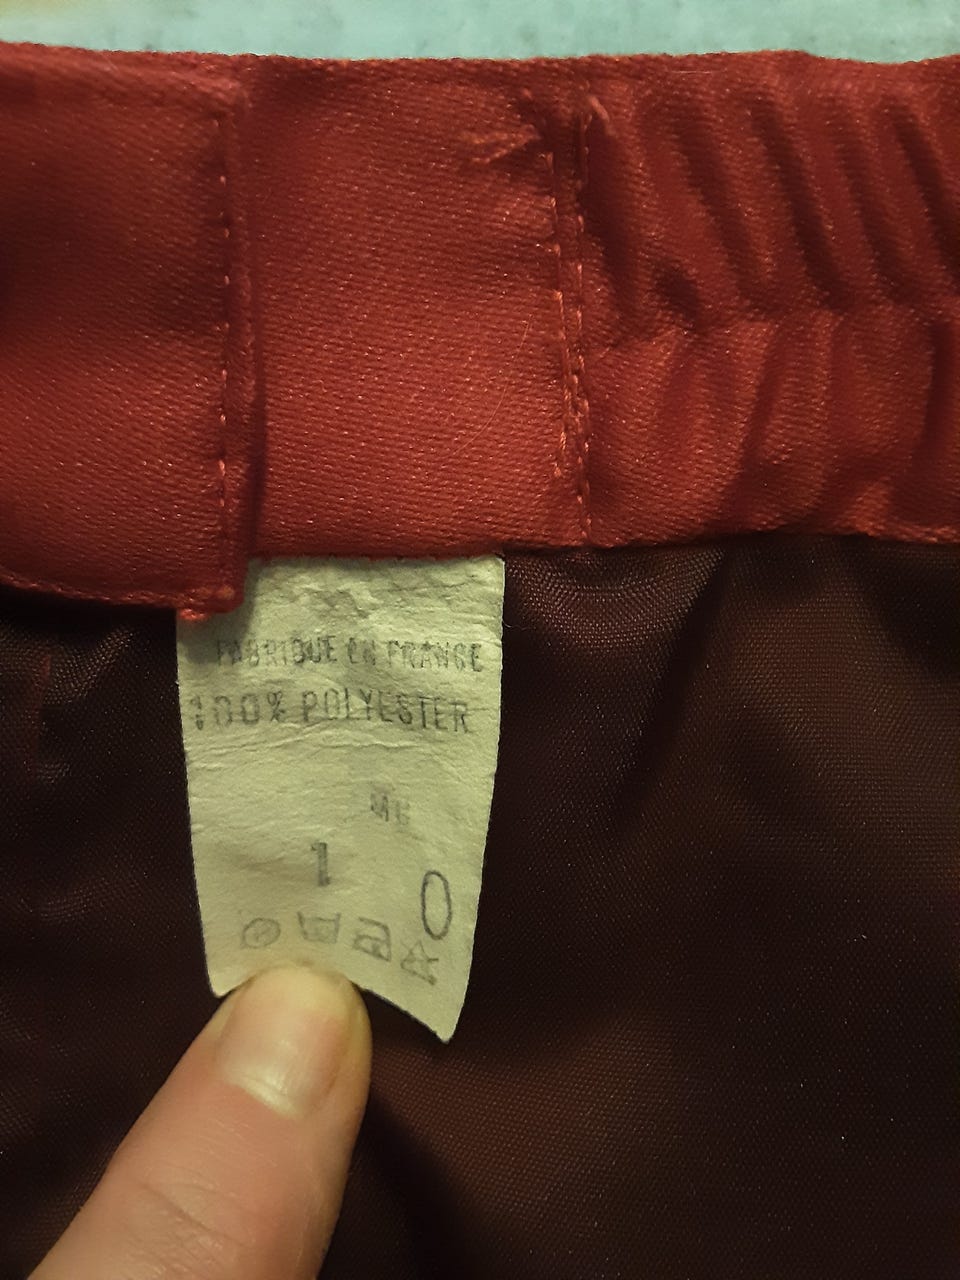 FABRIQUE EN FRANCE
100% POLYESTER
1
0